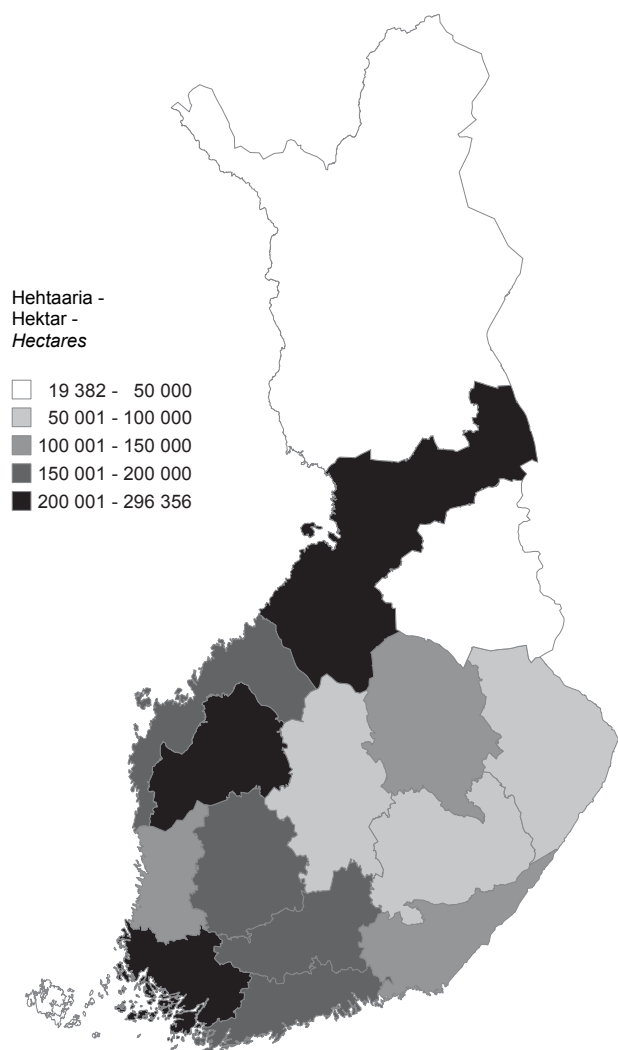 Hehtaaria -
Hektar -
Hectares
19 382 - 50 000
50 001 - 100 000
100 001 - 150 000
150 001 - 200 000
200 001 - 296 356